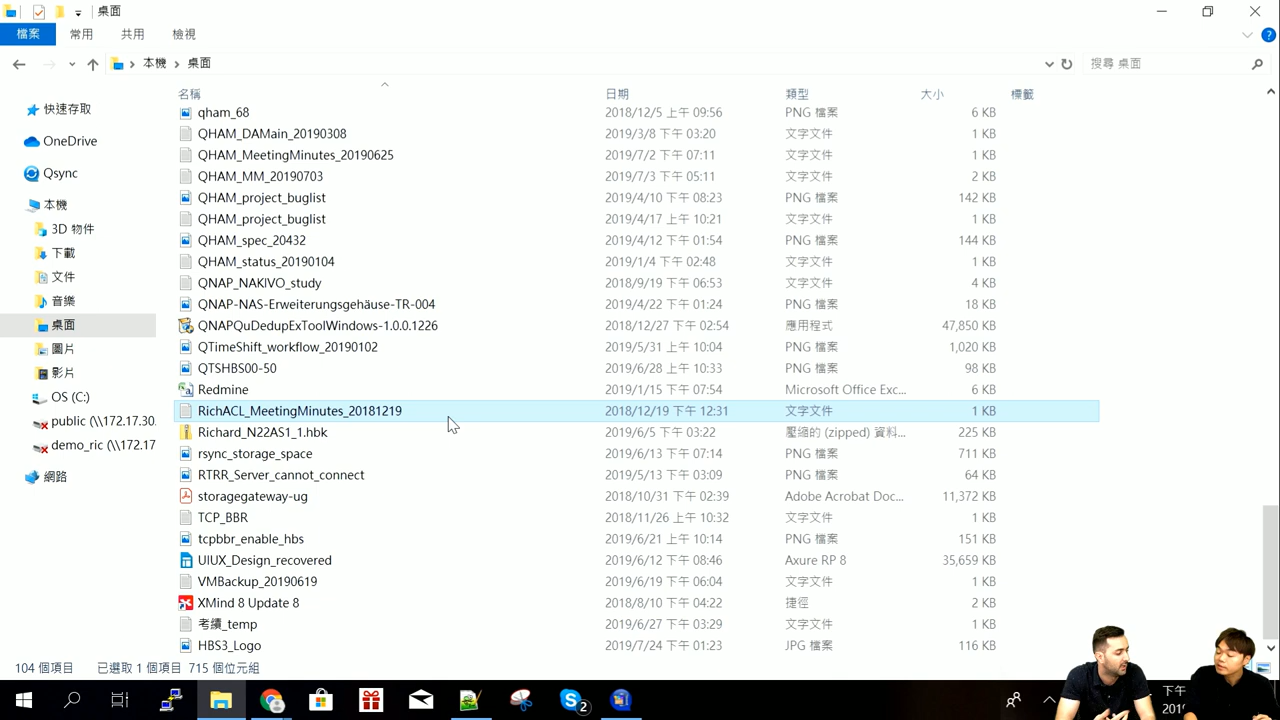 桌面
檔案 常用 共用 檢視
本機 桌面 搜尋 桌面
名稱 日期 類型 大小 標籤
快速存取
OneDrive
Qsync
本機
3D 物件
下載
文件
音樂
桌面
圖片
影片
OS (C:)
public (\\172.17.30.
demo_ric (\\172.17
網路
qham_68 2018/12/5 上午 09:56 PNG 檔案 6 KB
QHAM_DAMain_20190308 2019/3/8 下午 03:20 文字文件 1 KB
QHAM_MeetingMinutes_20190625 2019/7/2 下午 07:11 文字文件 1 KB
QHAM_MM_20190703 2019/7/3 下午 05:11 文字文件 2 KB
QHAM_project_buglist 2019/4/10 下午 08:23 PNG 檔案 142 KB
QHAM_project_buglist 2019/4/17 上午 10:21 文字文件 1 KB
QHAM_spec_20432 2019/4/12 下午 01:54 PNG 檔案 144 KB
QHAM_status_20190104 2019/1/4 下午 02:48 文字文件 1 KB
QNAP_NAKIVO_study 2018/9/19 下午 06:53 文字文件 4 KB
QNAP-NAS-Erweiterungsgehäuse-TR-004 2019/4/22 下午 01:24 PNG 檔案 18 KB
QNAPQuDedupExToolWindows-1.0.0.1226 2018/12/27 下午 02:54 應用程式 47,850 KB
QTimeShift_workflow_20190102 2019/5/31 上午 10:04 PNG 檔案 1,020 KB
QTSHBS00-50 2019/6/28 上午 10:33 PNG 檔案 98 KB
Redmine 2019/1/15 下午 07:54 Microsoft Office Exc... 6 KB
RichACL_MeetingMinutes_20181219 2018/12/19 下午 12:31 文字文件 1 KB
Richard_N22AS1_1.hbk 2019/6/5 下午 03:22 壓縮的 (zipped) 資料... 225 KB
rsync_storage_space 2019/6/13 下午 07:14 PNG 檔案 711 KB
RTRR_Server_cannot_connect 2019/5/13 下午 03:09 PNG 檔案 64 KB
storagegateway-ug 2018/10/31 下午 02:39 Adobe Acrobat Doc... 11,372 KB
TCP_BBR 2018/11/26 上午 10:32 文字文件 1 KB
tcpbbr_enable_hbs 2019/6/21 上午 10:14 PNG 檔案 151 KB
UIUX_Design_recovered 2019/6/12 下午 08:46 Axure RP 8 35,659 KB
VMBackup_20190619 2019/6/19 下午 06:04 文字文件 1 KB
XMind 8 Update 8 2018/8/10 下午 04:22 捷徑 2 KB
考績_temp 2019/6/27 下午 03:29 文字文件 1 KB
HBS3_Logo 2019/7/24 下午 01:23 JPG 檔案 116 KB
104 個項目 已選取 1 個項目 715 個位元組
2
下午